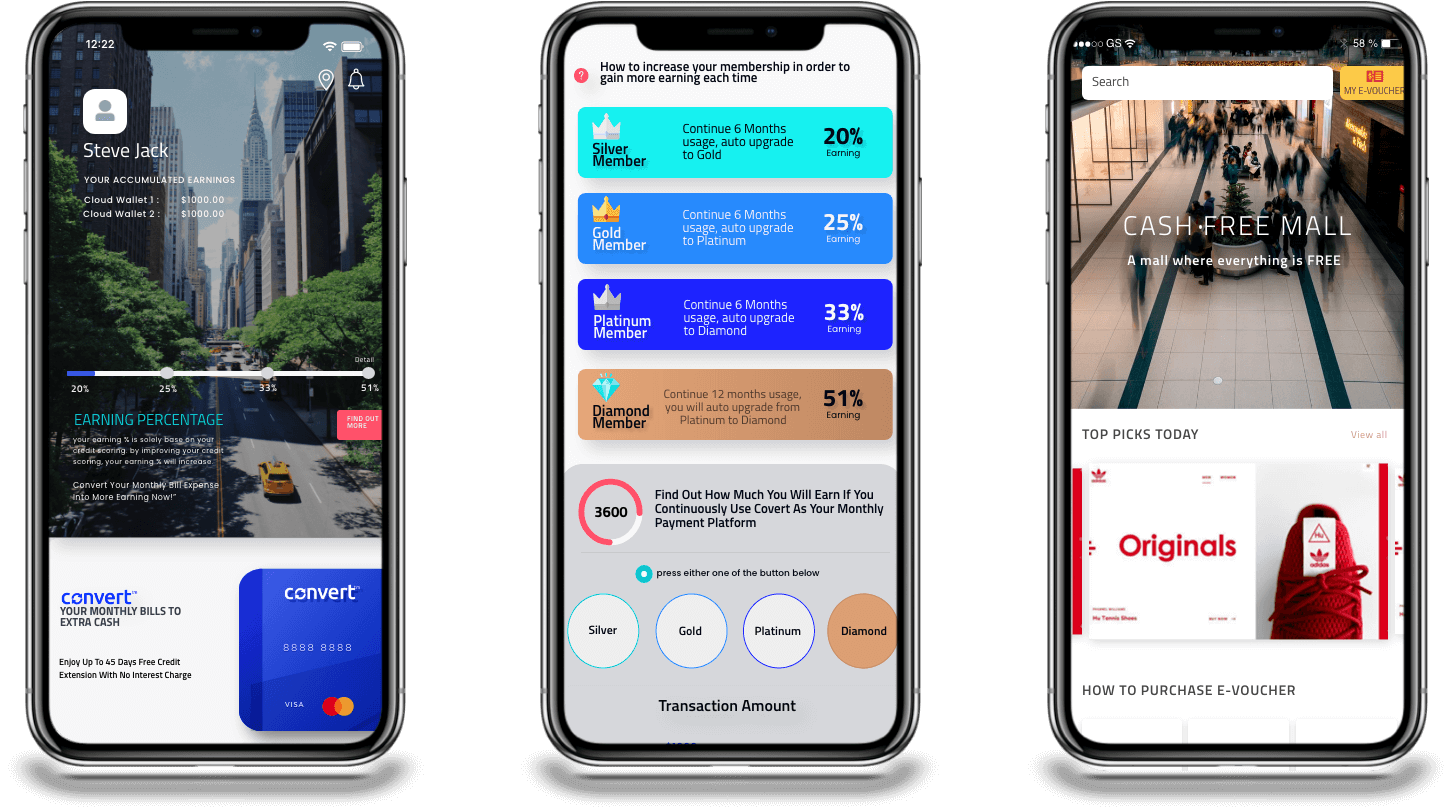 12:22
Steve Jack
YOUR ACCUMULATED EARNINGS
Cloud Wallet 1 : $1000.00
Cloud Wallet 2 : $1000.00
Detail
20% 25% 33% 51%
EARNING PERCENTAGE
FIND OUT
MORE
your earning % is solely base on your
credit scoring. by improving your credit
scoring, your earning % will increase.
Convert Your Monthly Bill Expense
into More Earning Now!"
convert™
YOUR MONTHLY BILLS TO
EXTRA CASH
Enjoy Up To 45 Days Free Credit
Extension With No Interest Charge
convert™
8888 8888
VISA
?
How to increase your membership in order to
gain more earning each time
Silver
Member
Continue 6 Months
usage, auto upgrade
to Gold
20%
Earning
Gold
Member
Continue 6 Months
usage, auto upgrade
to Platinum
25%
Earning
Platinum
Member
Continue 6 Months
usage, auto upgrade
to Diamond
33%
Earning
Diamond
Member
Continue 12 months usage,
you will auto upgrade from
Platinum to Diamond
51%
Earning
3600
Find Out How Much You Will Earn If You
Continuously Use Covert As Your Monthly
Payment Platform
press either one of the button below
Silver
Gold
Platinum
Diamond
Transaction Amount
GS
58 %
Search
MY E-VOUCHER
CASH FREE MALL
A mall where everything is FREE
TOP PICKS TODAY
View all
adidas
Originals
Hu
adidas
Hu Tennis Shoes
BUY NOW
HOW TO PURCHASE E-VOUCHER